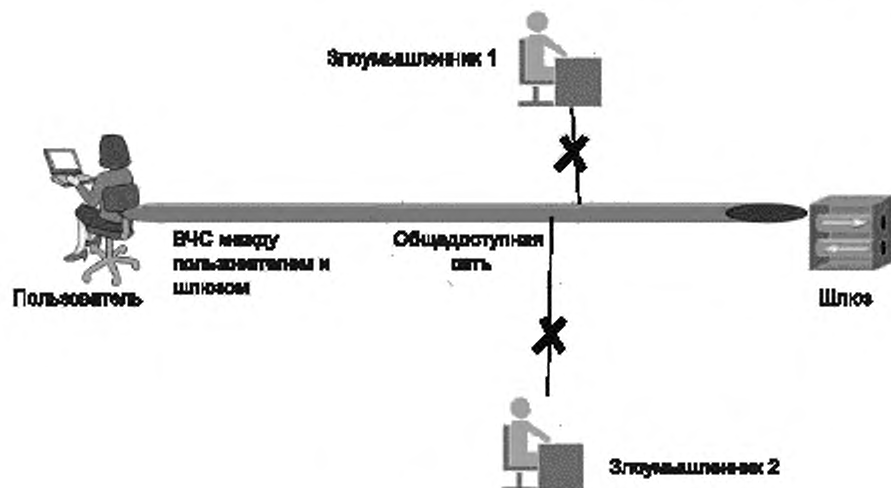 Злоумышленник 1
ВЧС между
пользователем и
шлюзом
Общедоступная
сеть
Пользователь
Шлюз
Злоумышленник 2